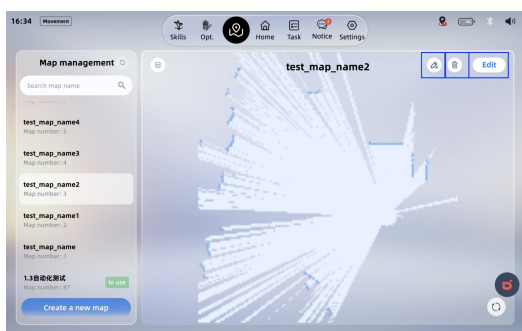 16:34 Movement
Skills Opt. Home Task Notice Settings
Map management
test_map_name2
Edit
Search map name
test_map_name4
Map number: 5
test_map_name3
Map number: 4
test_map_name2
Map number: 3
test_map_name1
Map number: 2
test_map_name
Map number: 1
1.3自动化测试
Map number: 87
In use
Create a new map